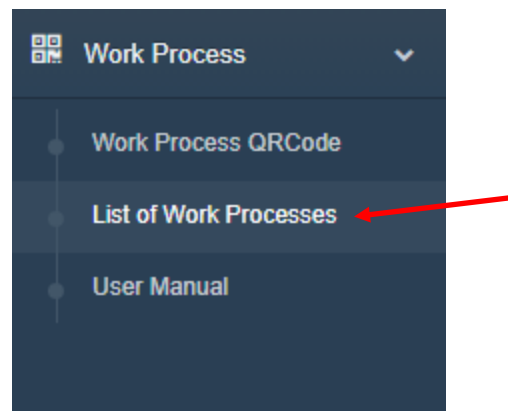 Work Process
Work Process QRCode
List of Work Processes
User Manual